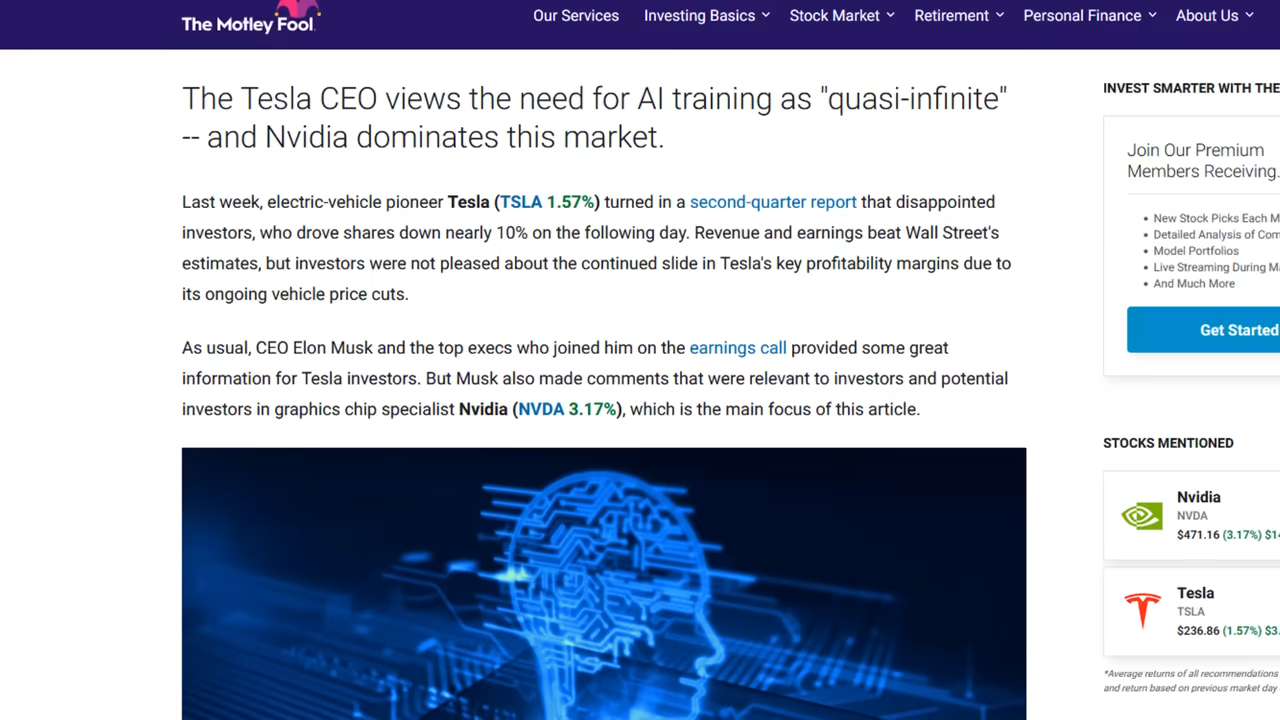 The Motley Fool.
Our Services
Investing Basics
Stock Market
Retirement
Personal Finance
About Us
The Tesla CEO views the need for AI training as "quasi-infinite"
-- and Nvidia dominates this market.
Last week, electric-vehicle pioneer Tesla (TSLA 1.57%) turned in a second-quarter report that disappointed
investors, who drove shares down nearly 10% on the following day. Revenue and earnings beat Wall Street's
estimates, but investors were not pleased about the continued slide in Tesla's key profitability margins due to
its ongoing vehicle price cuts.
As usual, CEO Elon Musk and the top execs who joined him on the earnings call provided some great
information for Tesla investors. But Musk also made comments that were relevant to investors and potential
investors in graphics chip specialist Nvidia (NVDA 3.17%), which is the main focus of this article.
INVEST SMARTER WITH THE
Join Our Premium
Members Receiving
New Stock Picks Each M
Detailed Analysis of Com
Model Portfolios
Live Streaming During Ma
And Much More
Get Started
STOCKS MENTIONED
Nvidia
NVDA
$471.16 (3.17%) $14
Tesla
TSLA
$236.86 (1.57%) $3.
*Average returns of all recommendations
and return based on previous market day